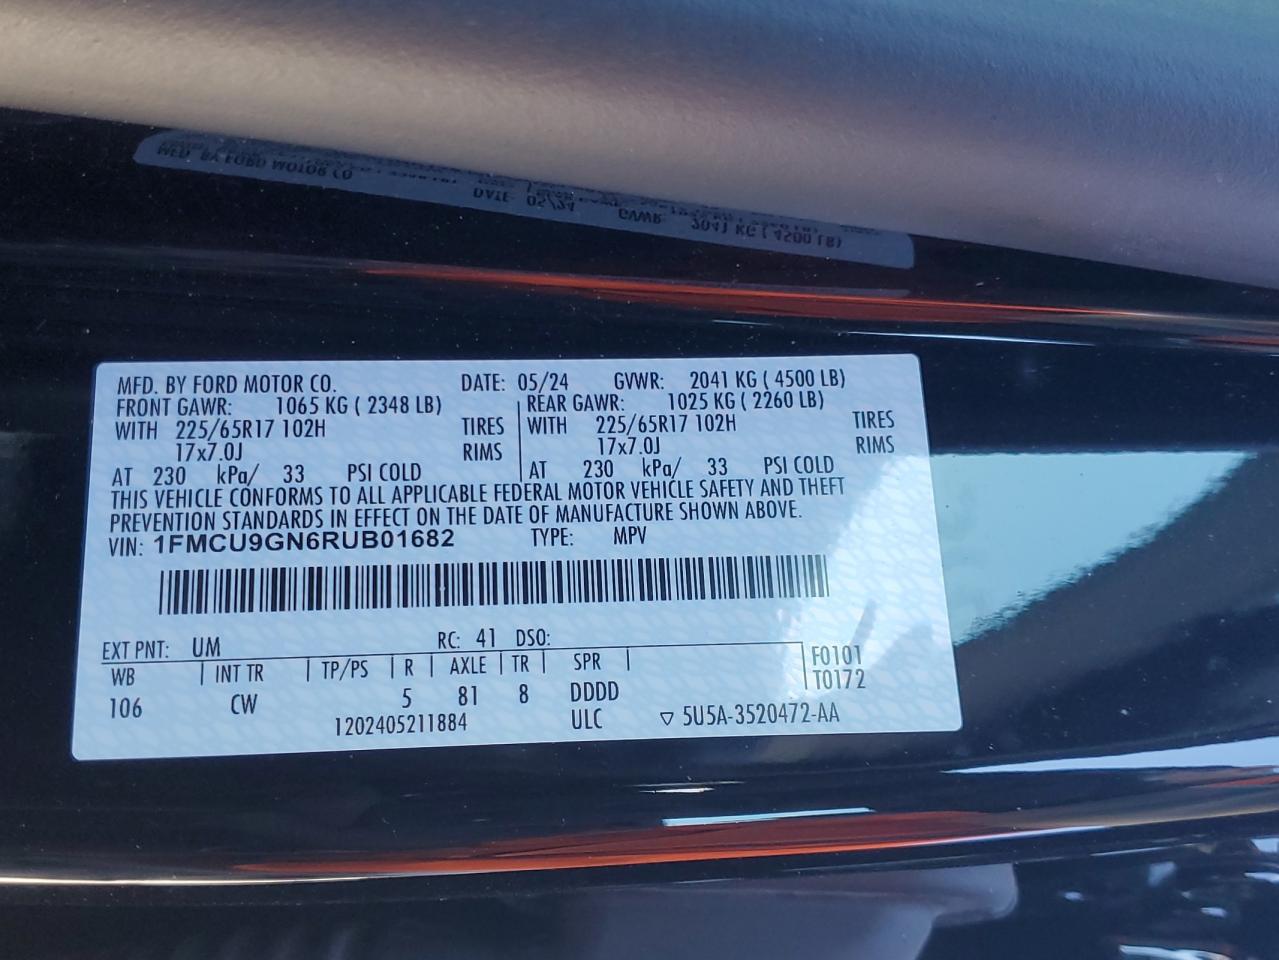 MFD. BY FORD MOTOR CO. DATE: 05/24 GVWR: 2041 KG ( 4500 LB)
FRONT GAWR: 1065 KG ( 2348 LB) REAR GAWR: 1025 KG ( 2260 LB)
WITH 225/65R17 102H TIRES WITH 225/65R17 102H TIRES
17x7.0J RIMS 17x7.0J RIMS
AT 230 kPa/ 33 PSI COLD AT 230 kPa/ 33 PSI COLD
THIS VEHICLE CONFORMS TO ALL APPLICABLE FEDERAL MOTOR VEHICLE SAFETY AND THEFT
PREVENTION STANDARDS IN EFFECT ON THE DATE OF MANUFACTURE SHOWN ABOVE.
VIN: 1FMCU9GN6RUB01682 TYPE: MPV
EXT PNT: UM RC: 41 DSO:
WB INT TR TP/PS R AXLE TR SPR F0101
T0172
106 CW 5 81 8 DDDD
1202405211884 ULC ▽ 5U5A-3520472-AA